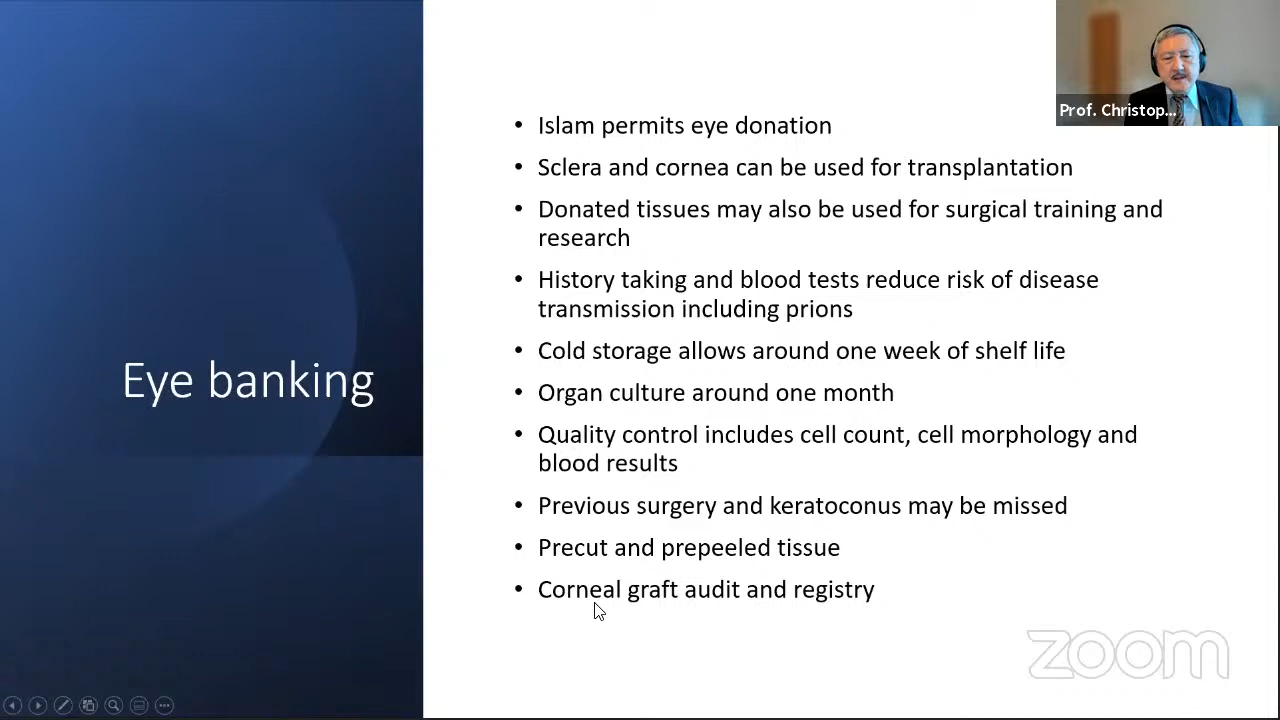 Prof. Christop...
Eye banking
• Islam permits eye donation
• Sclera and cornea can be used for transplantation
• Donated tissues may also be used for surgical training and
research
• History taking and blood tests reduce risk of disease
transmission including prions
• Cold storage allows around one week of shelf life
• Organ culture around one month
• Quality control includes cell count, cell morphology and
blood results
• Previous surgery and keratoconus may be missed
• Precut and prepeeled tissue
• Corneal graft audit and registry
zoom